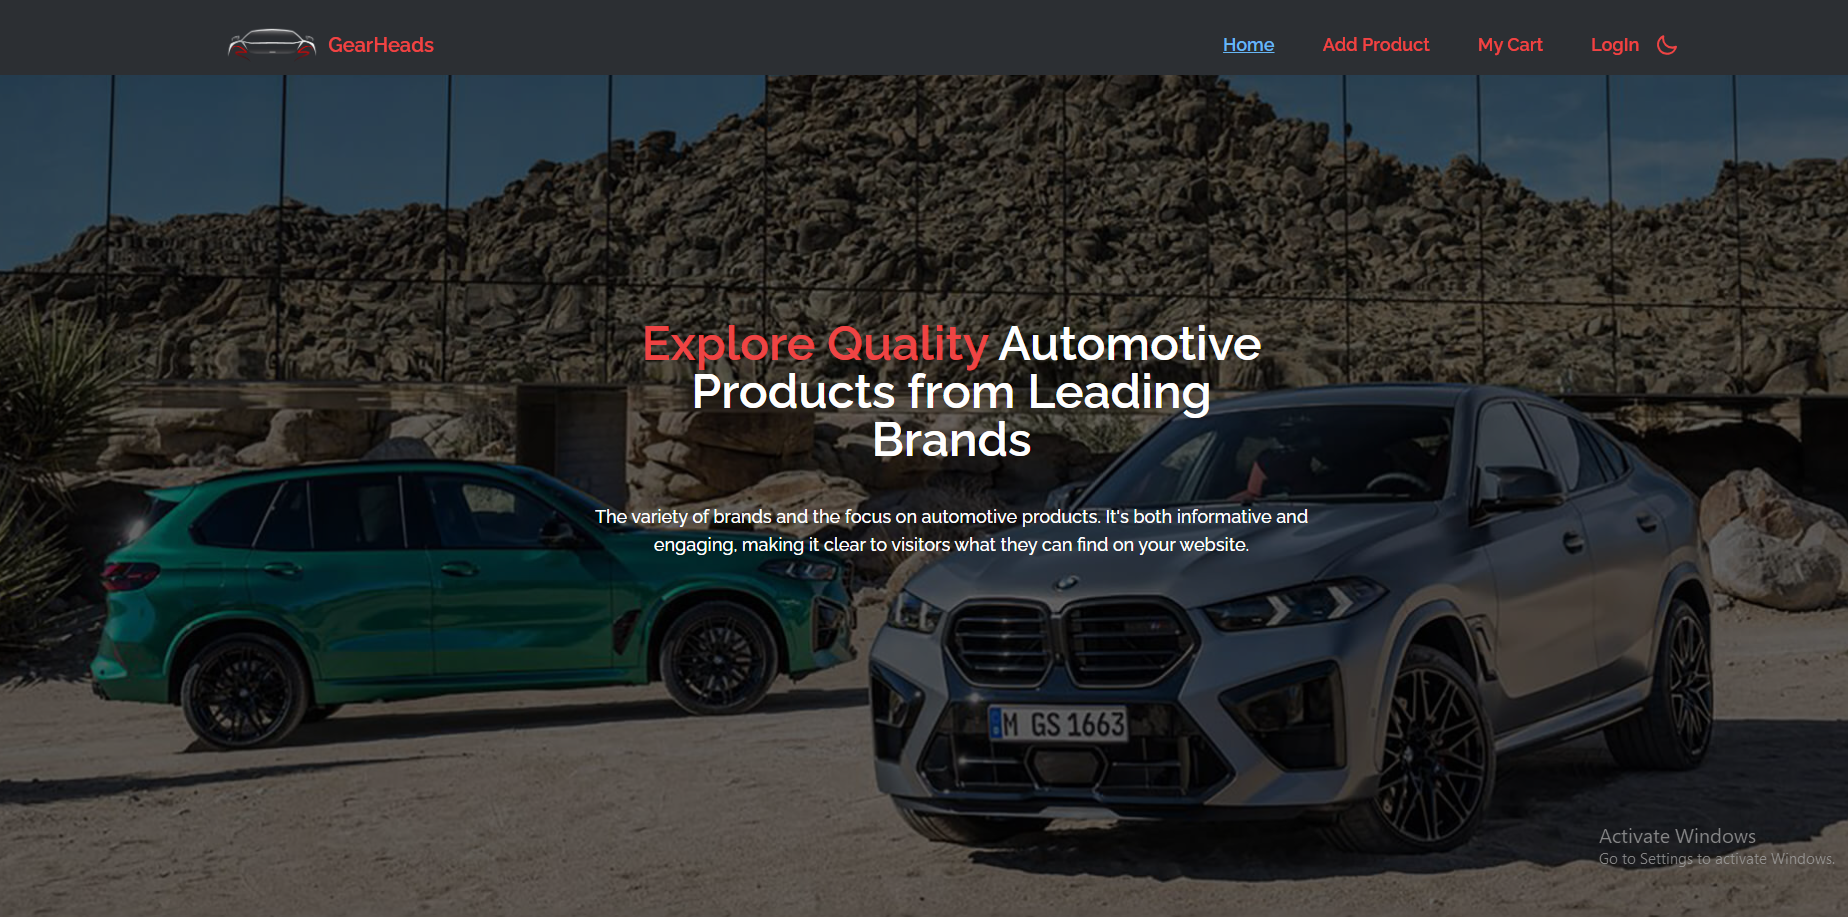 GearHeads
Home
Add Product
My Cart
LogIn
Explore Quality Automotive
Products from Leading
Brands
The variety of brands and the focus on automotive products. It's both informative and
engaging, making it clear to visitors what they can find on your website.
M GS 1663
Activate Windows
Go to Settings to activate Windows.